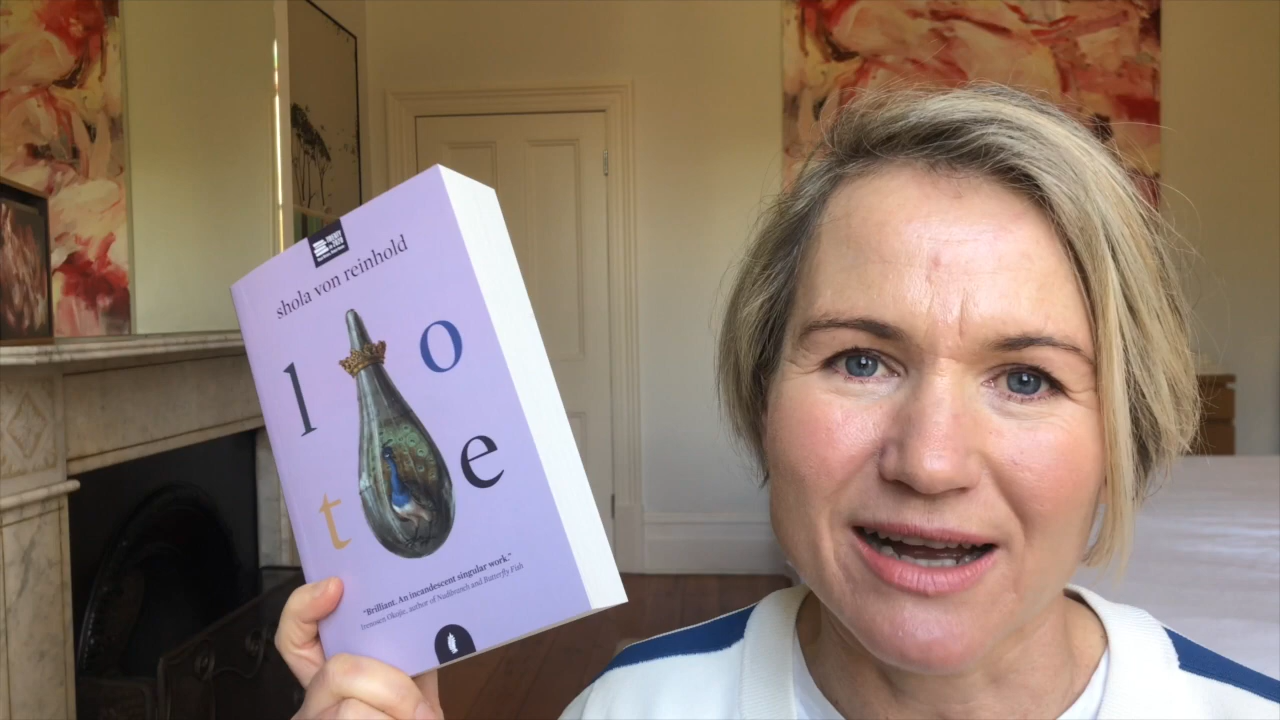 shola von reinhold
l o
t e
"Brilliant. An incandescent singular work."
Irenosen Okojie, author of Nudibranch and Butterfly Fish